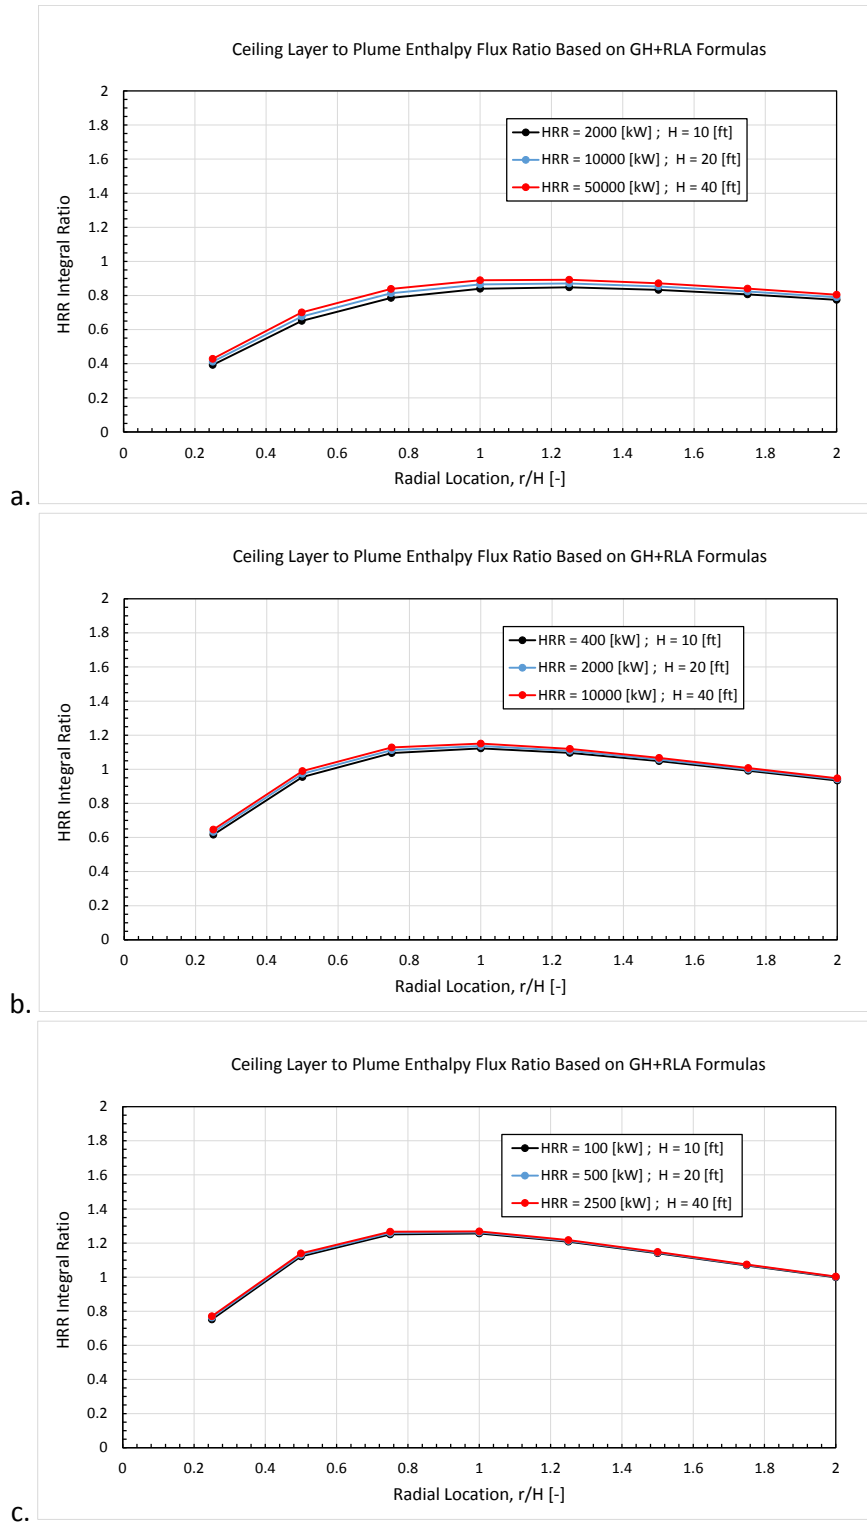 Ceiling Layer to Plume Enthalpy Flux Ratio Based on GH+RLA Formulas
2
1.8
1.6
1.4
1.2
1
0.8
0.6
0.4
0.2
0
HRR Integral Ratio
HRR = 2000 [kW] ; H = 10 [ft]
HRR = 10000 [kW] ; H = 20 [ft]
HRR = 50000 [kW] ; H = 40 [ft]
0 0.2 0.4 0.6 0.8 1 1.2 1.4 1.6 1.8 2
Radial Location, r/H [-]
a.
Ceiling Layer to Plume Enthalpy Flux Ratio Based on GH+RLA Formulas
2
1.8
1.6
1.4
1.2
1
0.8
0.6
0.4
0.2
0
HRR Integral Ratio
HRR = 400 [kW] ; H = 10 [ft]
HRR = 2000 [kW] ; H = 20 [ft]
HRR = 10000 [kW] ; H = 40 [ft]
0 0.2 0.4 0.6 0.8 1 1.2 1.4 1.6 1.8 2
Radial Location, r/H [-]
b.
Ceiling Layer to Plume Enthalpy Flux Ratio Based on GH+RLA Formulas
2
1.8
1.6
1.4
1.2
1
0.8
0.6
0.4
0.2
0
HRR Integral Ratio
HRR = 100 [kW] ; H = 10 [ft]
HRR = 500 [kW] ; H = 20 [ft]
HRR = 2500 [kW] ; H = 40 [ft]
0 0.2 0.4 0.6 0.8 1 1.2 1.4 1.6 1.8 2
Radial Location, r/H [-]
c.